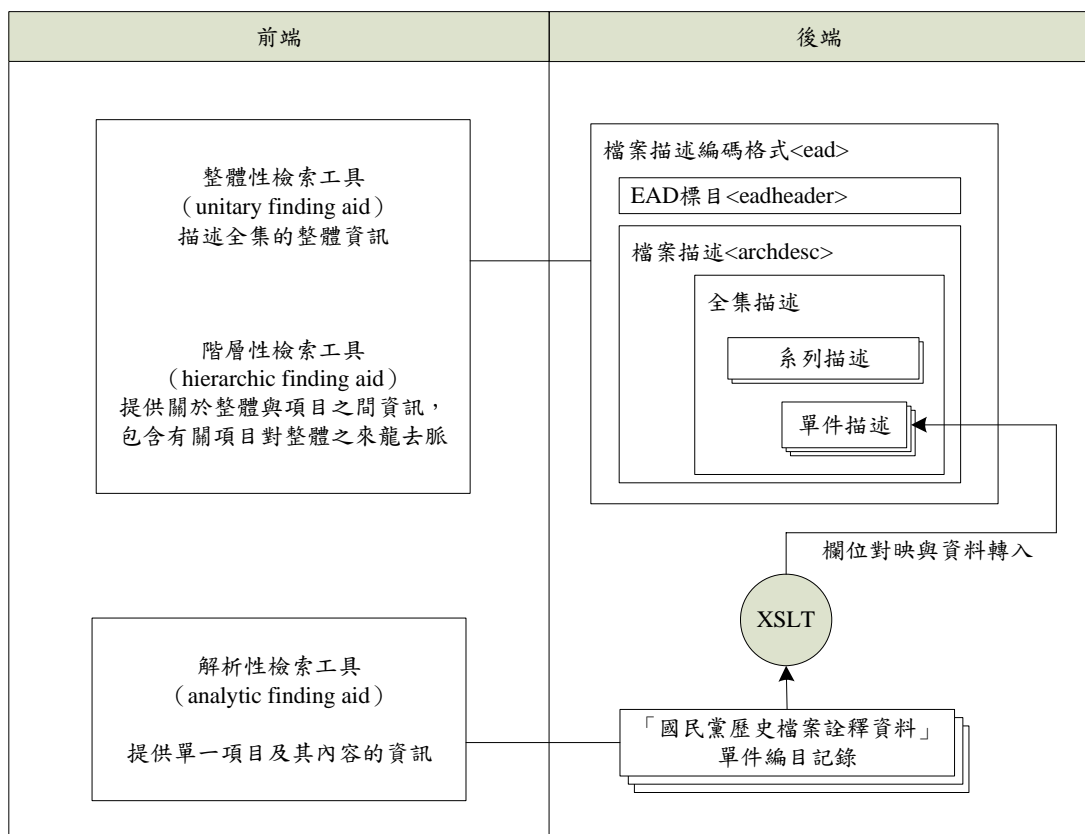 前端
後端
整體性檢索工具
（unitary finding aid）
描述全集的整體資訊
階層性檢索工具
（hierarchic finding aid）
提供關於整體與項目之間資訊，
包含有關項目對整體之來龍去脈
檔案描述編碼格式<ead>
EAD標目<eadheader>
檔案描述<archdesc>
全集描述
系列描述
單件描述
欄位對映與資料轉入
XSLT
解析性檢索工具
（analytic finding aid）
提供單一項目及其內容的資訊
「國民黨歷史檔案詮釋資料」
單件編目記錄